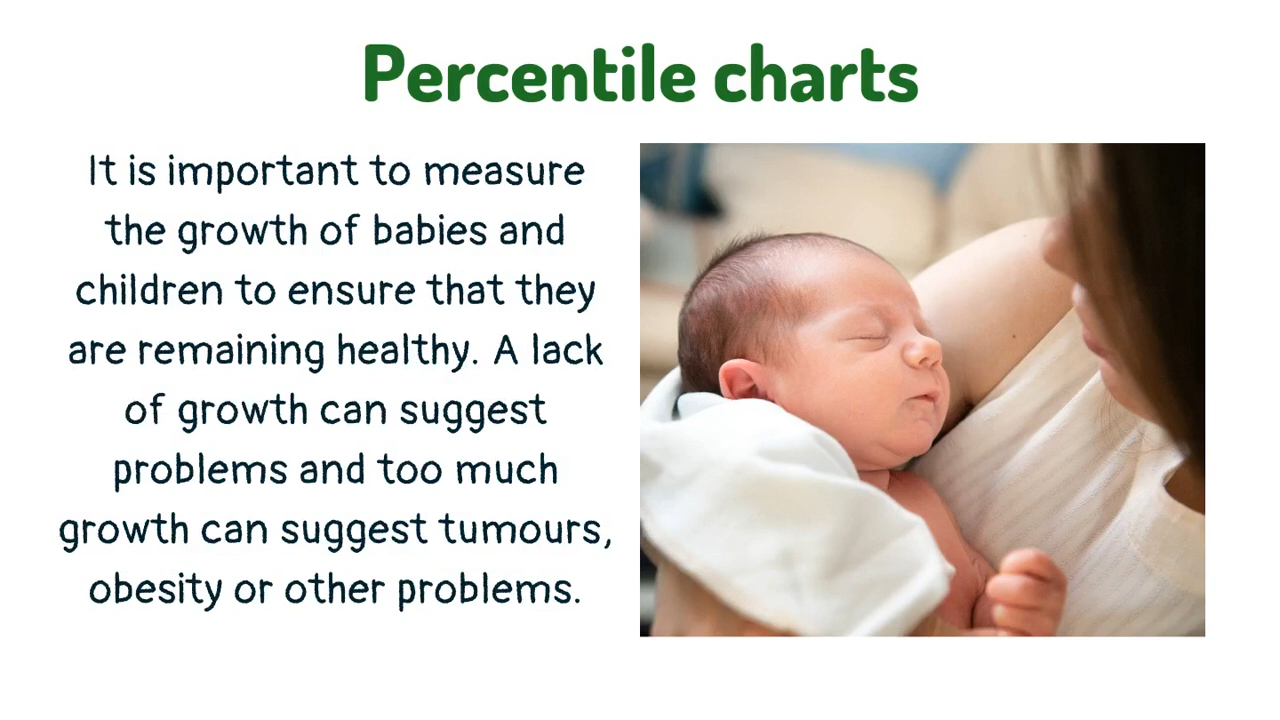 Percentile charts
It is important to measure
the growth of babies and
children to ensure that they
are remaining healthy. A lack
of growth can suggest
problems and too much
growth can suggest tumours,
obesity or other problems.